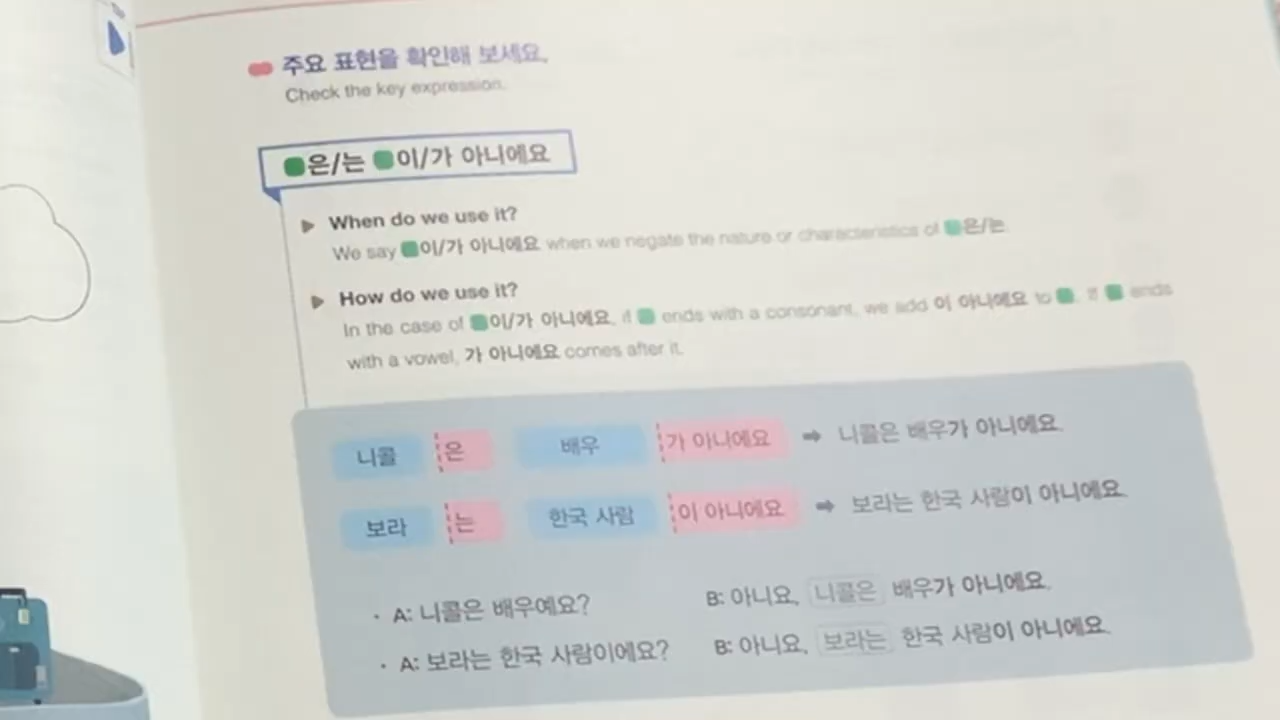 주요 표현을 확인해 보세요.
Check the key expression.
은/는 이/가 아니에요
When do we use it?
We say 이/가 아니에요 when we negate the nature or characteristics of 은/는.
How do we use it?
In the case of 이/가 아니에요, if ends with a consonant, we add 이 아니에요 to . If ends
with a vowel, 가 아니에요 comes after it.
니콜 은 배우 가 아니에요 ➡ 니콜은 배우가 아니에요.
보라 는 한국 사람 이 아니에요 ➡ 보라는 한국 사람이 아니에요.
· A: 니콜은 배우예요? B: 아니요, 니콜은 배우가 아니에요.
· A: 보라는 한국 사람이에요? B: 아니요, 보라는 한국 사람이 아니에요.